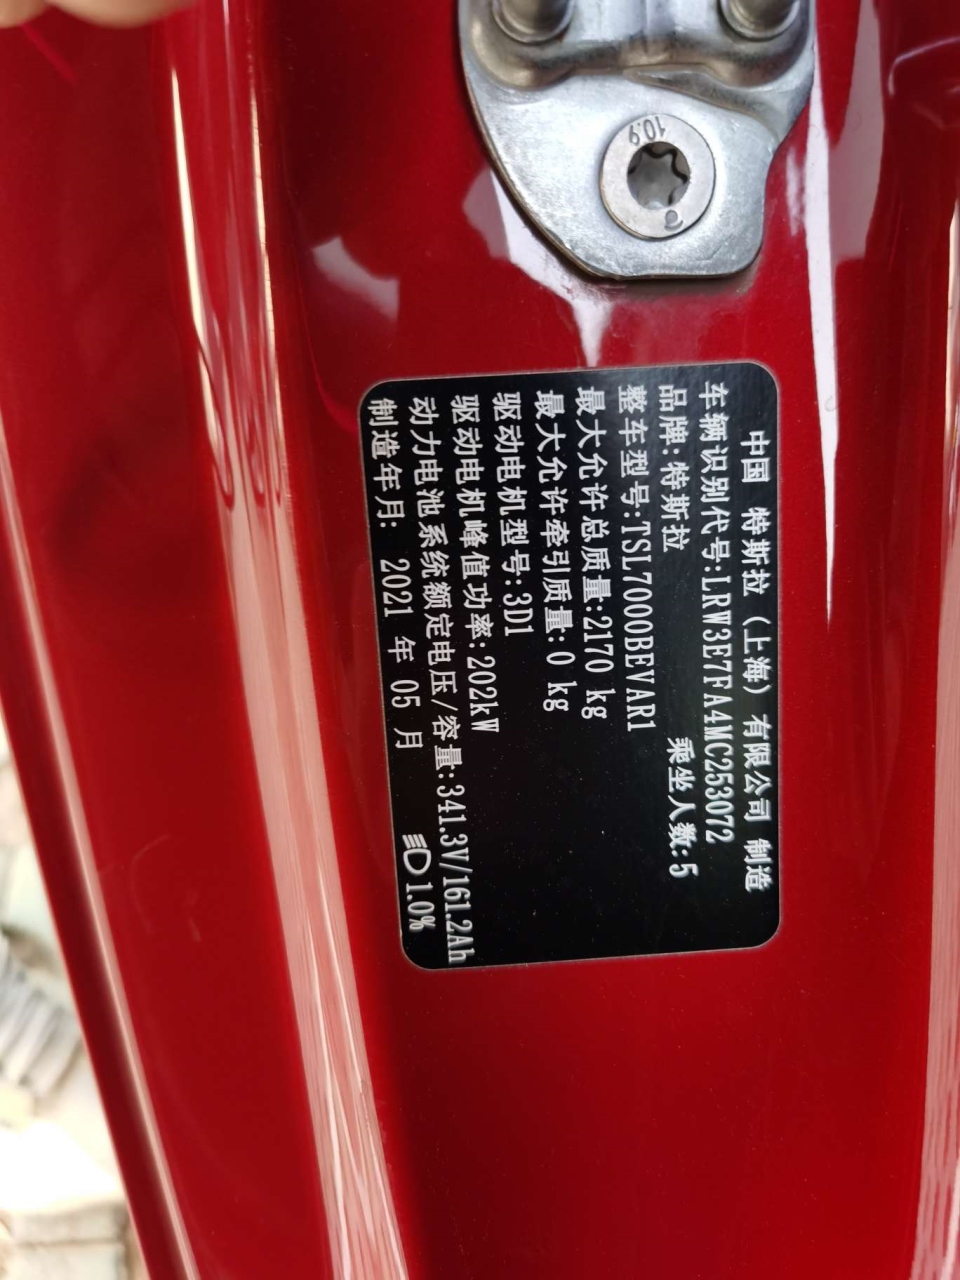 10.9
中国 特斯拉（上海）有限公司 制造
车辆识别代号:LRW3E7FA4MC253072
品牌:特斯拉 乘坐人数:5
整车型号:TSL7000BEVAR1
最大允许总质量:2170 kg
最大允许牵引质量:0 kg
驱动电机型号:3D1
驱动电机峰值功率:202kW
动力电池系统额定电压/容量:341.3V/161.2Ah
制造年月: 2021 年 05 月 1.0%